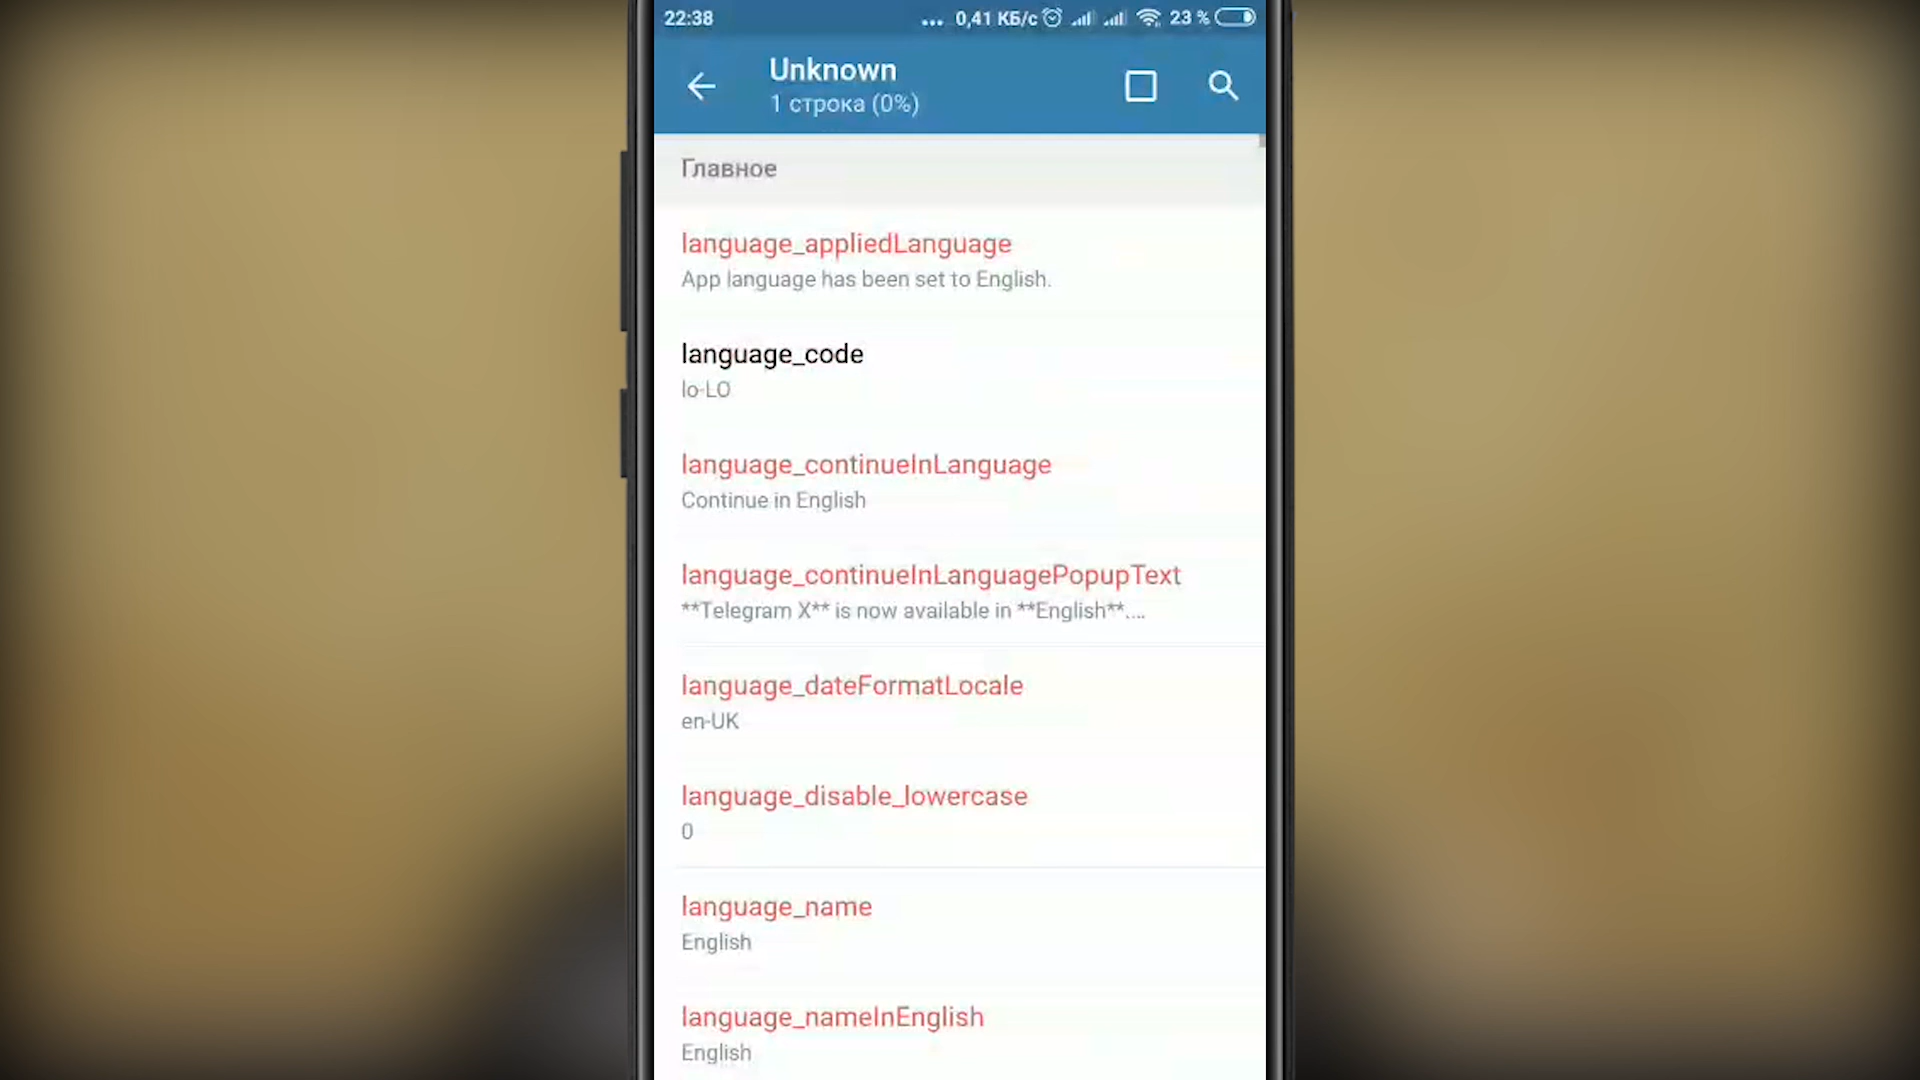 22:38 ... 0,41 КБ/с 23 %
Unknown
1 строка (0%)
Главное
language_appliedLanguage
App language has been set to English.
language_code
lo-LO
language_continueInLanguage
Continue in English
language_continueInLanguagePopupText
**Telegram X** is now available in **English**....
language_dateFormatLocale
en-UK
language_disable_lowercase
0
language_name
English
language_nameInEnglish
English